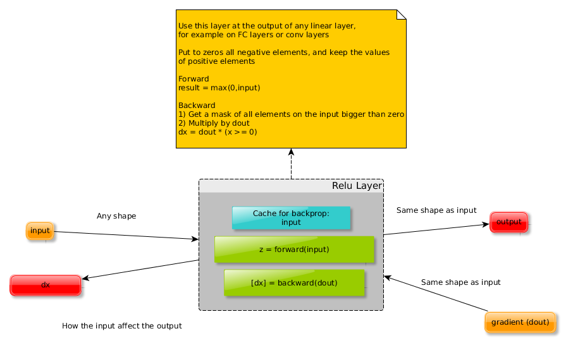 Use this layer at the output of any linear layer,
for example on FC layers or conv layers
Put to zeros all negative elements, and keep the values
of positive elements
Forward
result = max(0,input)
Backward
1) Get a mask of all elements on the input bigger than zero
2) Multiply by dout
dx = dout * (x >= 0)
Relu Layer
Cache for backprop:
input
z = forward(input)
[dx] = backward(dout)
input
Any shape
Same shape as input
output
dx
Same shape as input
gradient (dout)
How the input affect the output